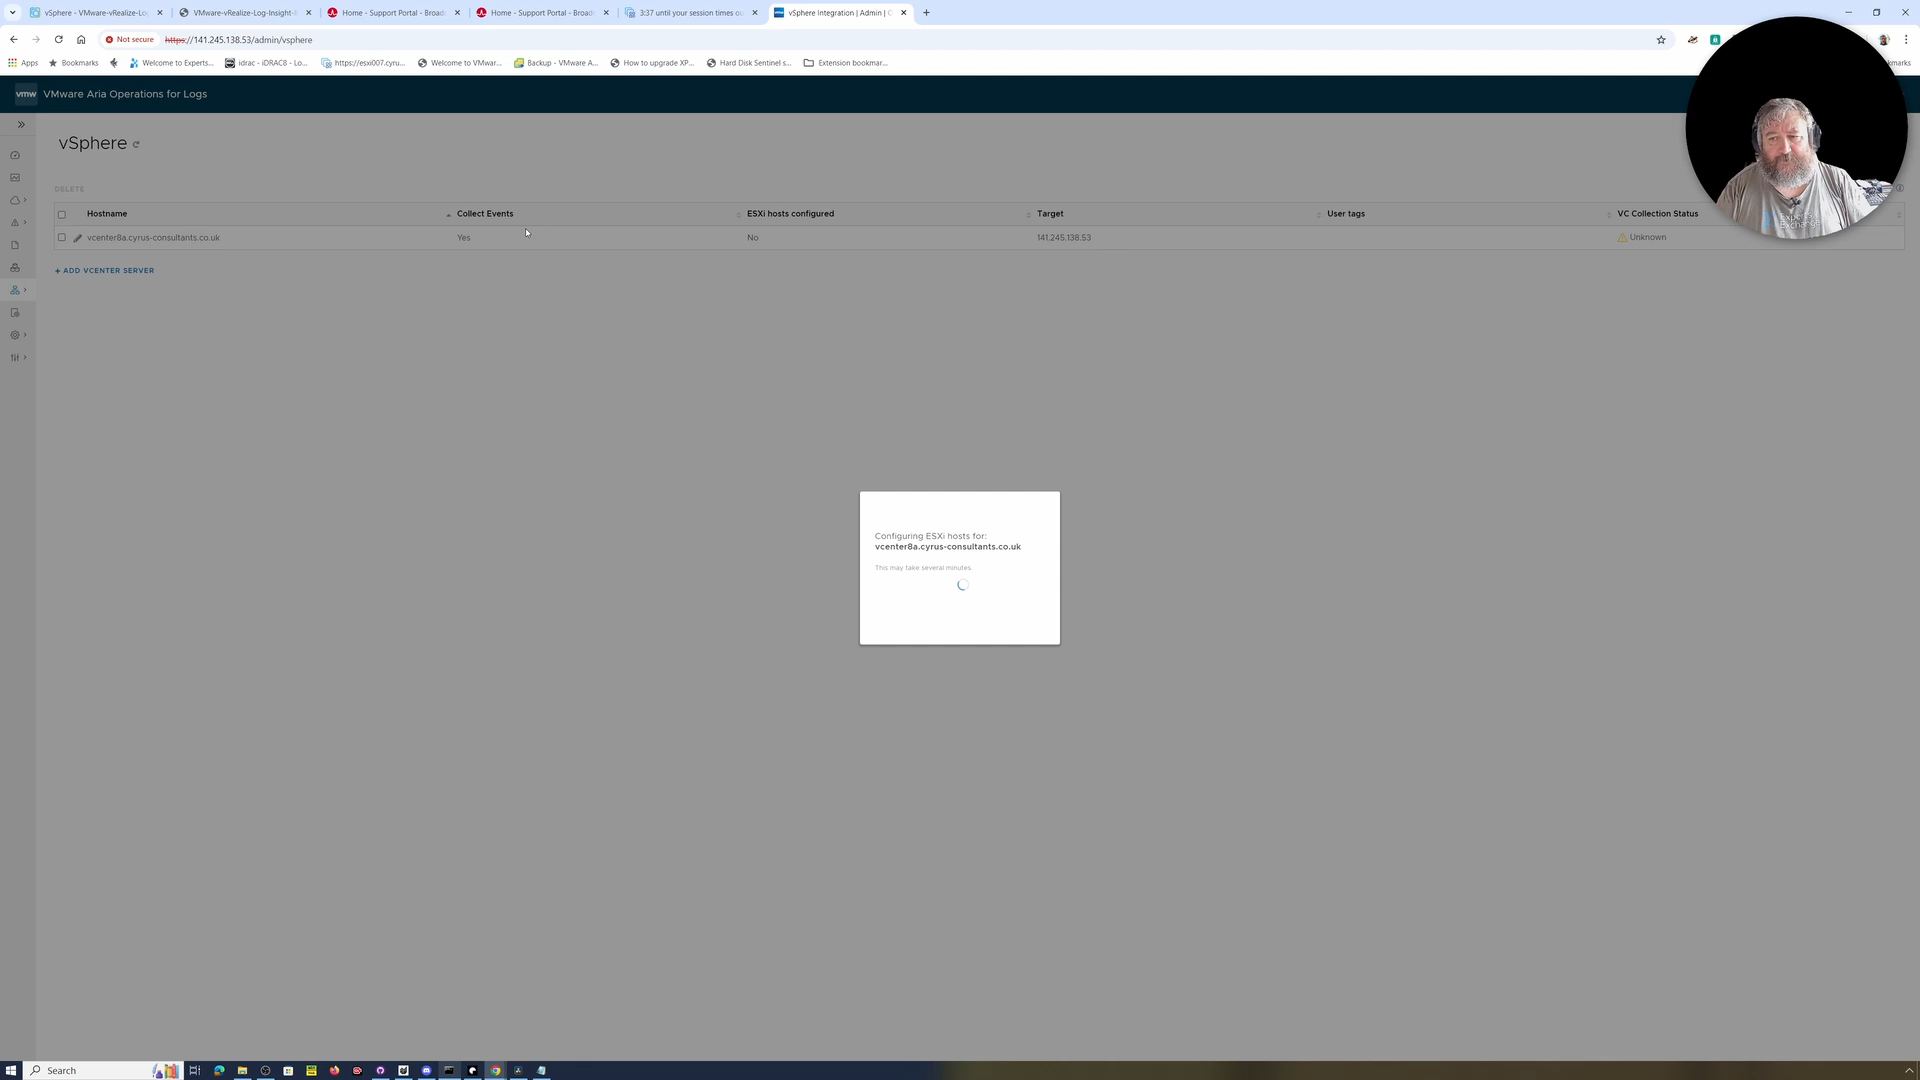 vSphere - VMware-vRealize-Lo
VMware-vRealize-Log-Insight-
Home - Support Portal - Broad
Home - Support Portal - Broad
3:37 until your session times o
vSphere Integration | Admin |
Not secure
https://141.245.138.53/admin/vsphere
Apps
Bookmarks
Welcome to Experts...
idrac - iDRAC8 - Lo...
https://esxi007.cyru...
Welcome to VMwar...
Backup - VMware A...
How to upgrade XP...
Hard Disk Sentinel s...
Extension bookmar...
kmarks
vmw VMware Aria Operations for Logs
vSphere
DELETE
Hostname Collect Events ESXi hosts configured Target User tags VC Collection Status
vcenter8a.cyrus-consultants.co.uk Yes No 141.245.138.53 Unknown
+ ADD VCENTER SERVER
Experts
Exchange
Configuring ESXi hosts for:
vcenter8a.cyrus-consultants.co.uk
This may take several minutes.
Search